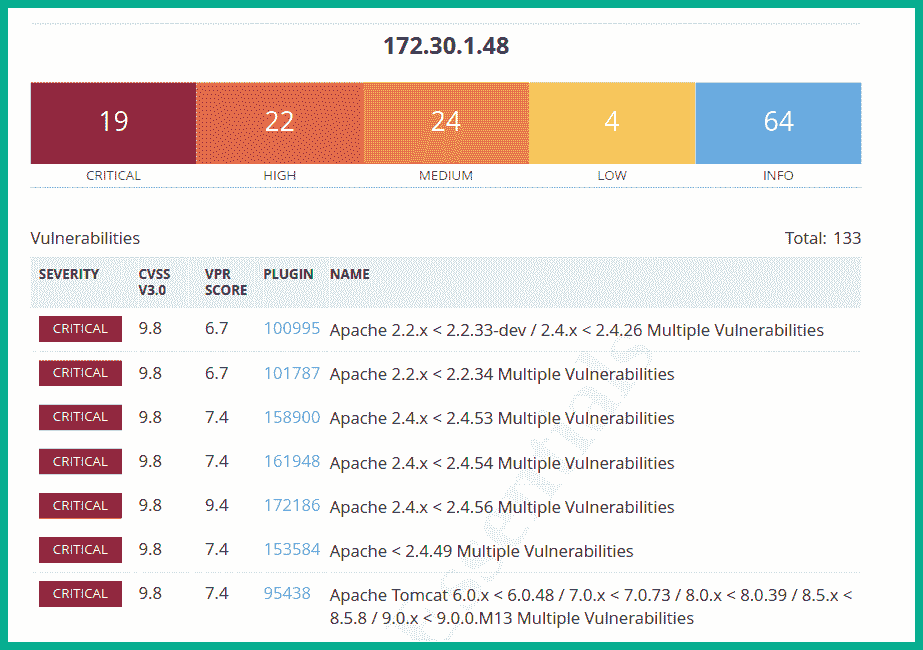 172.30.1.48
19 22 24 4 64
CRITICAL HIGH MEDIUM LOW INFO
Vulnerabilities Total: 133
SEVERITY CVSS V3.0 VPR SCORE PLUGIN NAME
CRITICAL 9.8 6.7 100995 Apache 2.2.x < 2.2.33-dev / 2.4.x < 2.4.26 Multiple Vulnerabilities
CRITICAL 9.8 6.7 101787 Apache 2.2.x < 2.2.34 Multiple Vulnerabilities
CRITICAL 9.8 7.4 158900 Apache 2.4.x < 2.4.53 Multiple Vulnerabilities
CRITICAL 9.8 7.4 161948 Apache 2.4.x < 2.4.54 Multiple Vulnerabilities
CRITICAL 9.8 9.4 172186 Apache 2.4.x < 2.4.56 Multiple Vulnerabilities
CRITICAL 9.8 7.4 153584 Apache < 2.4.49 Multiple Vulnerabilities
CRITICAL 9.8 7.4 95438 Apache Tomcat 6.0.x < 6.0.48 / 7.0.x < 7.0.73 / 8.0.x < 8.0.39 / 8.5.x <
8.5.8 / 9.0.x < 9.0.0.M13 Multiple Vulnerabilities
Essentials